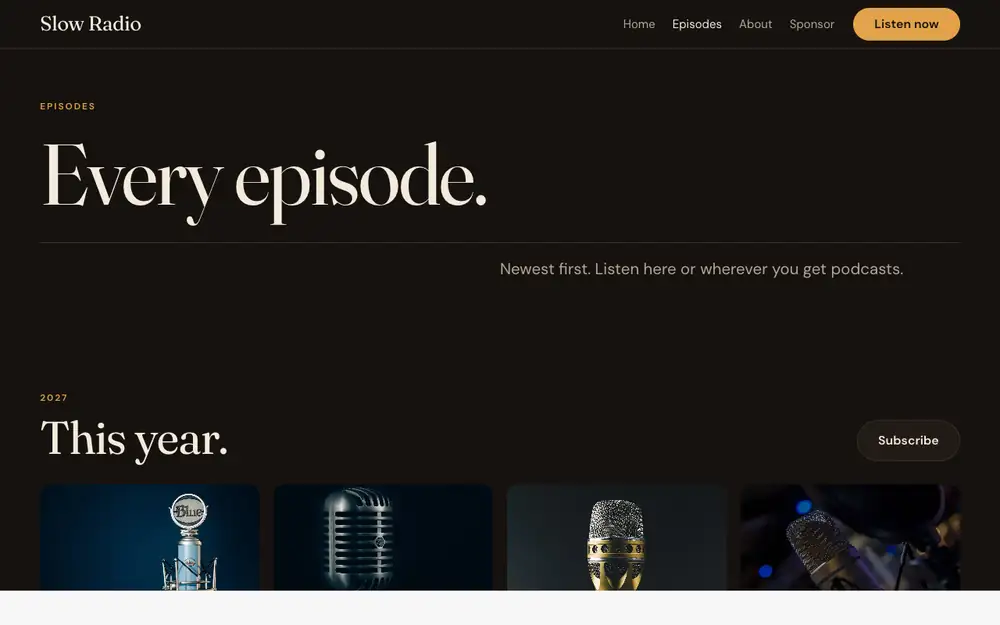 Slow Radio
Home
Episodes
About
Sponsor
Listen now
EPISODES
Every episode.
Newest first. Listen here or wherever you get podcasts.
2027
This year.
Subscribe
Blue